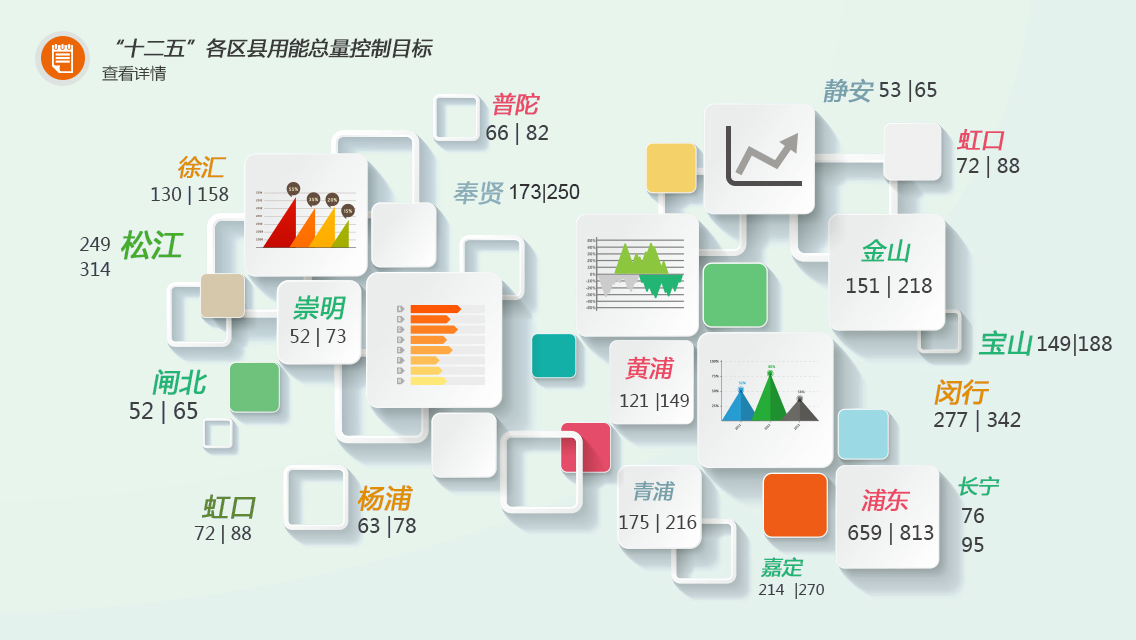 “十二五”各区县用能总量控制目标
查看详情
普陀
66 | 82
静安 53 |65
虹口
72 | 88
徐汇
130 | 158
奉贤 173|250
249 松江
314
金山
151 | 218
崇明
52 | 73
宝山149|188
黄浦
121 |149
闸北
52 | 65
闵行
277 | 342
虹口
72 | 88
杨浦
63 |78
青浦
175 | 216
浦东
659 | 813
长宁
76
95
嘉定
214 |270